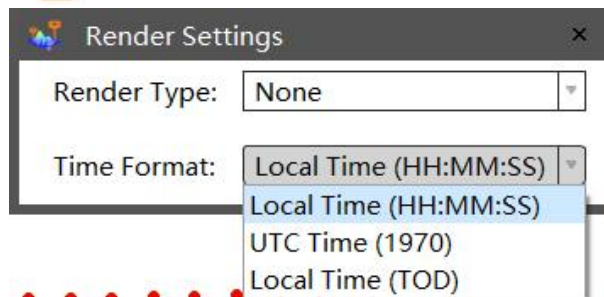 Render Settings
Render Type: None
Time Format: Local Time (HH:MM:SS)
Local Time (HH:MM:SS)
UTC Time (1970)
Local Time (TOD)